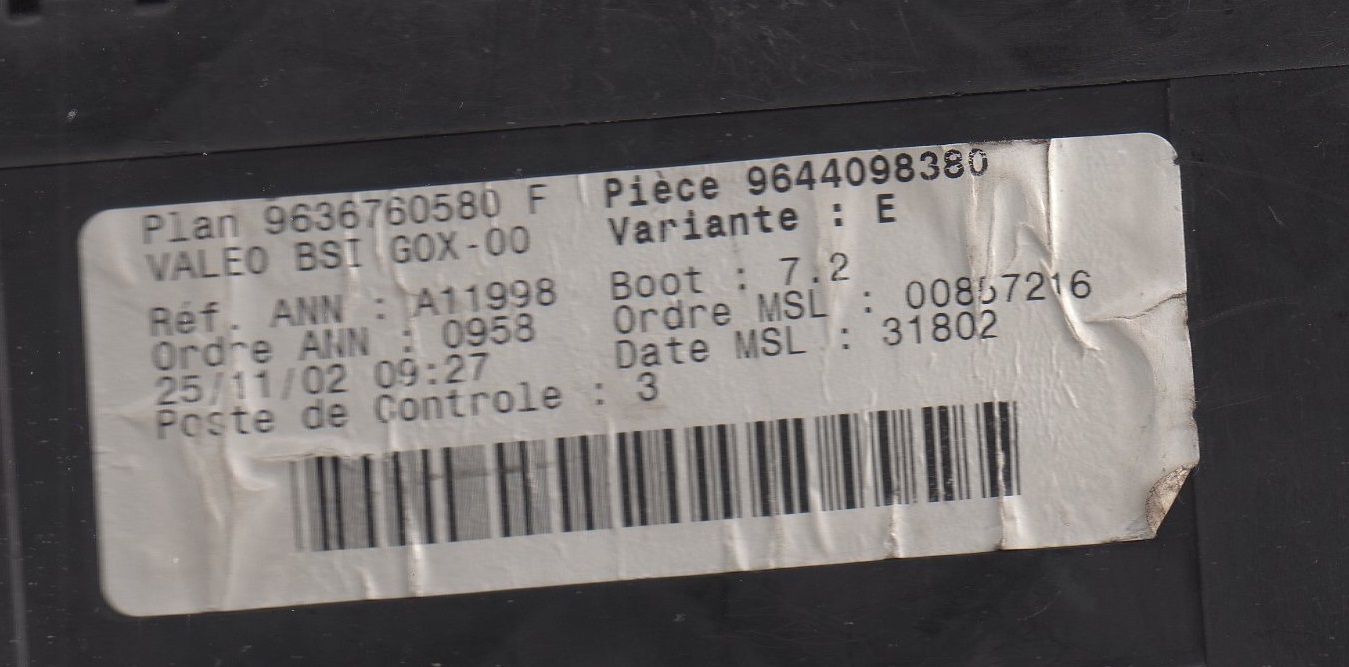 Plan 9636760580 F Pièce 9644098380
VALEO BSI GOX-00 Variante : E
Réf. ANN : A11998 Boot : 7.2
Ordre ANN : 0958 Ordre MSL : 00857216
25/11/02 09:27 Date MSL : 31802
Poste de Controle : 3